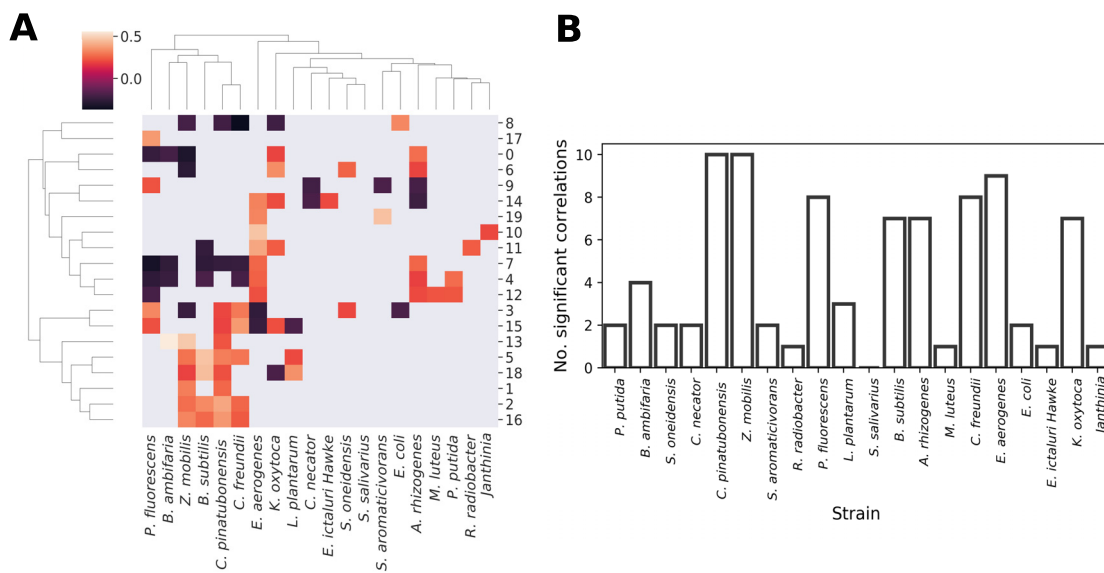 A
0.5
0.0
8
17
0
6
9
14
19
10
11
7
4
12
3
15
13
5
18
1
2
16
P. fluorescens
B. ambifaria
Z. mobilis
B. subtilis
C. pinatubonensis
C. freundii
E. aerogenes
K. oxytoca
L. plantarum
C. necator
E. ictaluri Hawke
S. oneidensis
S. salivarius
S. aromaticivorans
E. coli
A. rhizogenes
M. luteus
P. putida
R. radiobacter
Janthinia
B
No. significant correlations
10
8
6
4
2
0
P. putida
B. ambifaria
S. oneidensis
C. necator
C. pinatubonensis
Z. mobilis
S. aromaticivorans
R. radiobacter
P. fluorescens
L. plantarum
S. salivarius
B. subtilis
A. rhizogenes
M. luteus
C. freundii
E. aerogenes
E. coli
E. ictaluri Hawke
K. oxytoca
Janthinia
Strain